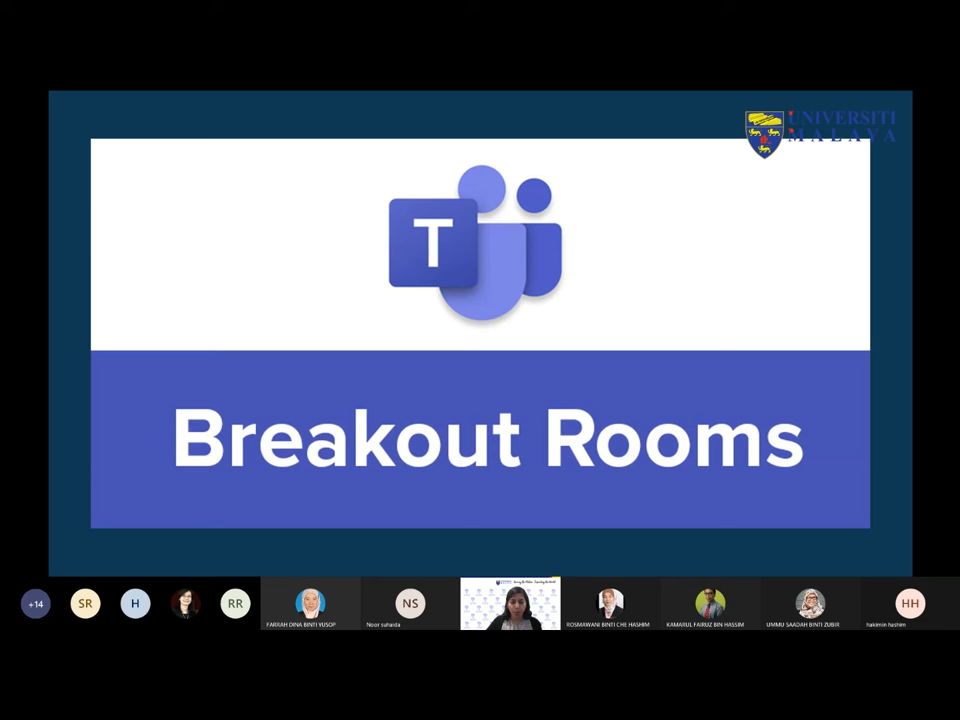 UNIVERSITI
MALAYA
T
Breakout Rooms
+14
SR
H
RR
FARRAH DINA BINTI YUSOP
NS
Noor suhaida
ROSMAWANI BINTI CHE HASHIM
KAMARUL FAIRUZ BIN HASSIM
UMMU SAADAH BINTI ZUBIR
HH
hakimin hashim